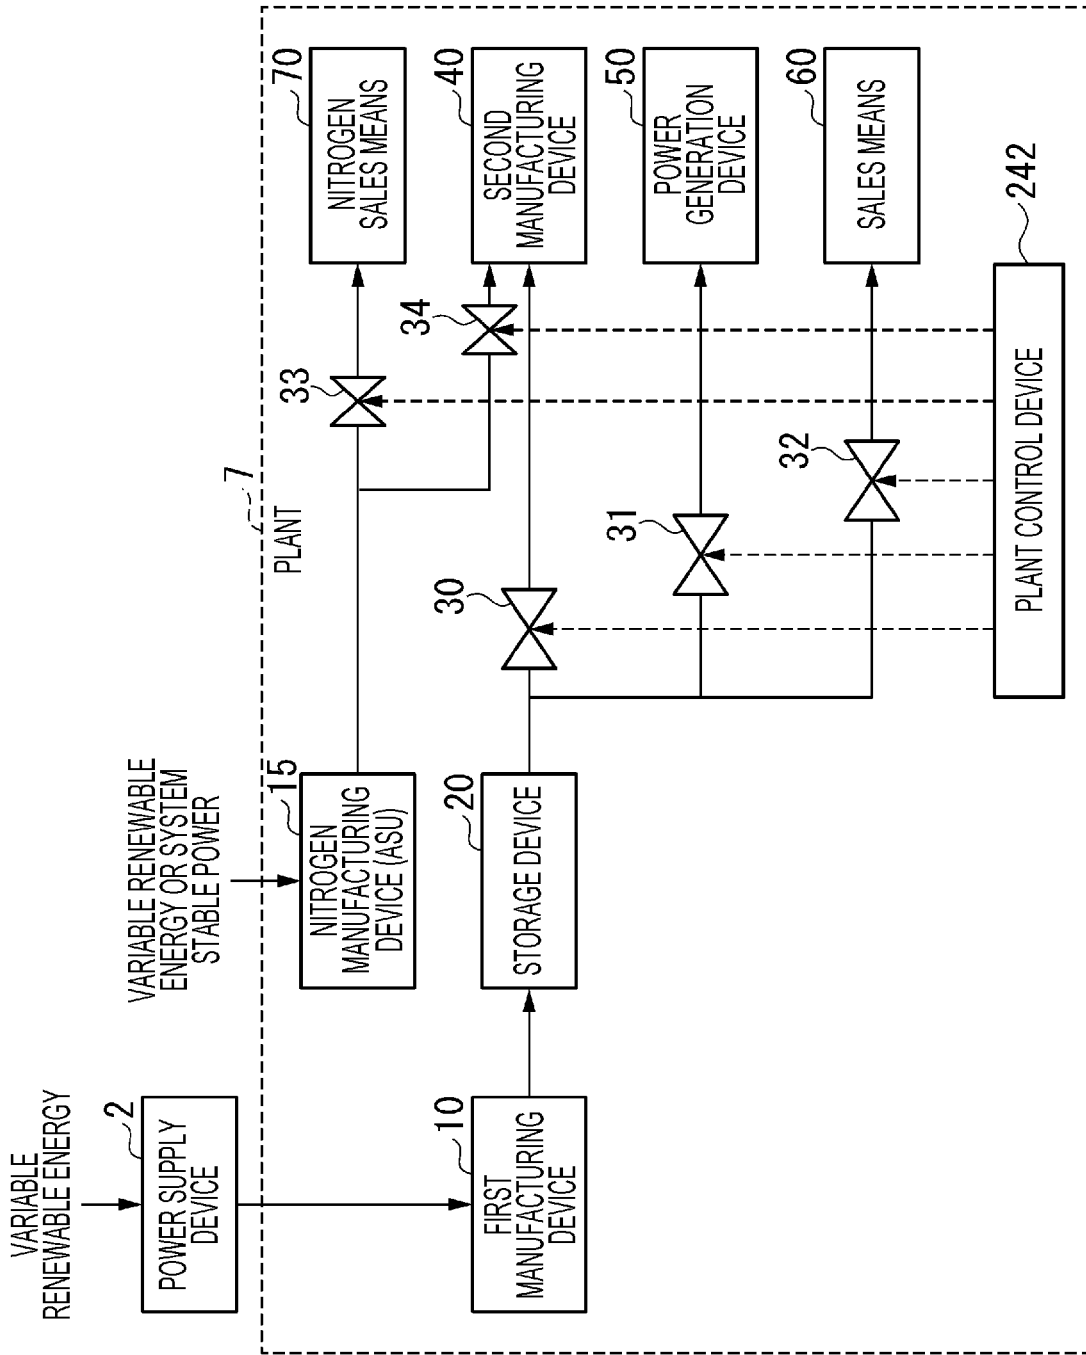 VARIABLE
RENEWABLE ENERGY
2
POWER SUPPLY
DEVICE
VARIABLE RENEWABLE
ENERGY OR SYSTEM
STABLE POWER
7
PLANT
10
FIRST
MANUFACTURING
DEVICE
15
NITROGEN
MANUFACTURING
DEVICE (ASU)
20
STORAGE DEVICE
30
31
32
33
34
70
NITROGEN
SALES MEANS
40
SECOND
MANUFACTURING
DEVICE
50
POWER
GENERATION
DEVICE
60
SALES MEANS
242
PLANT CONTROL DEVICE